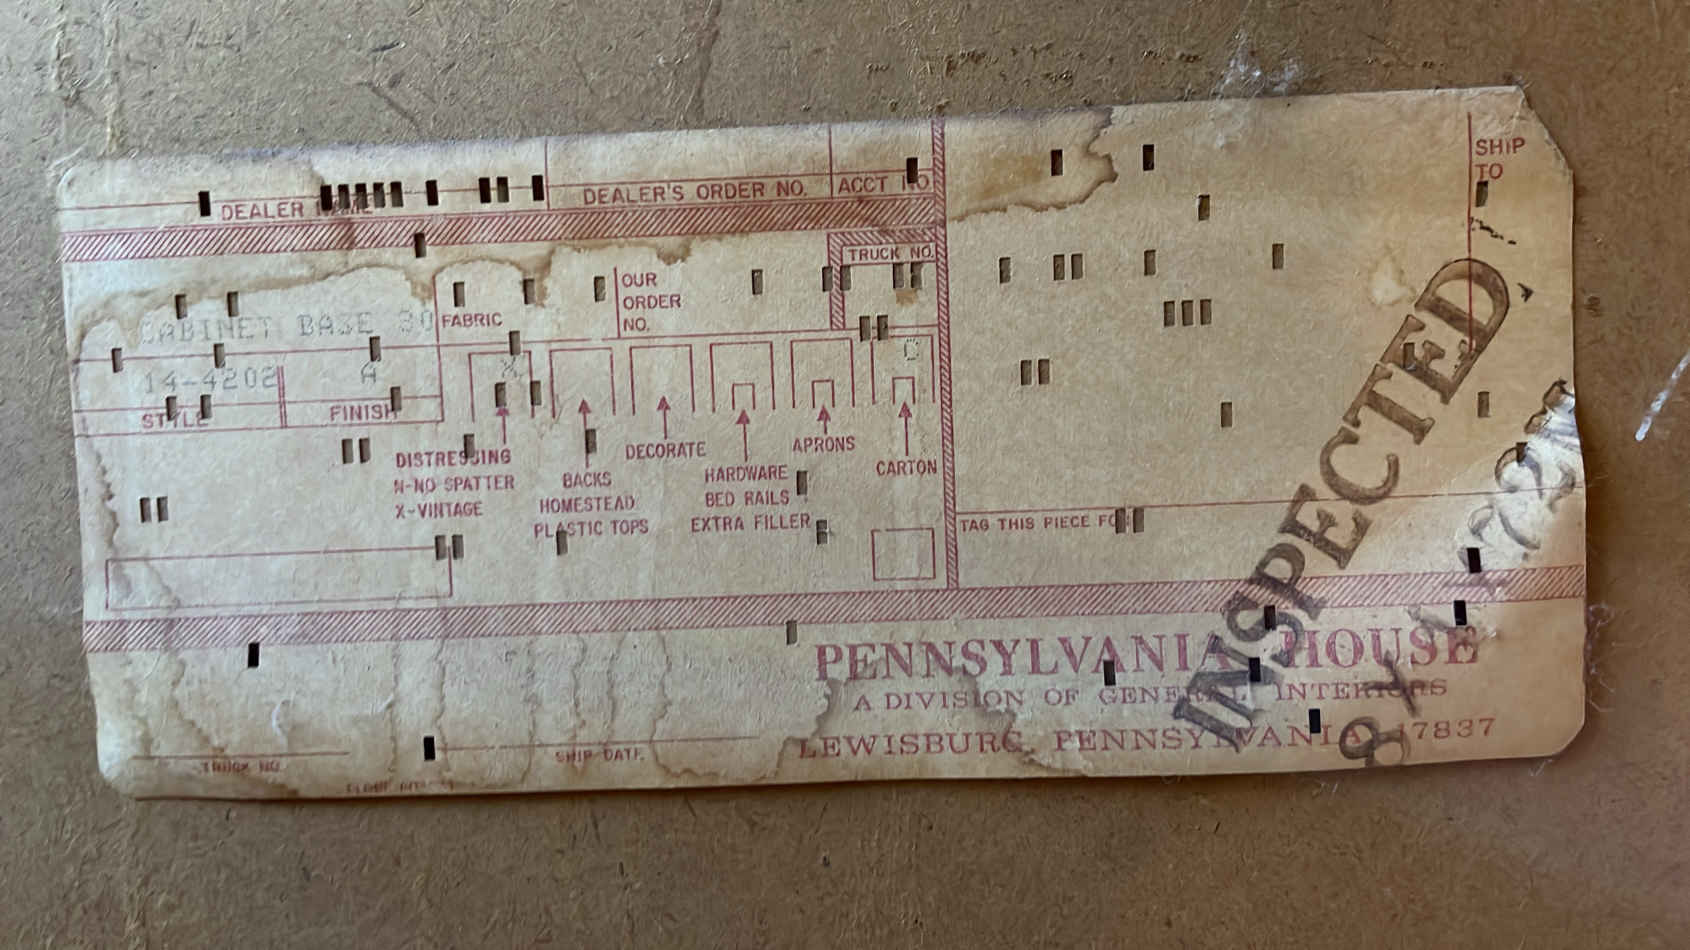 DEALER
DEALER'S ORDER NO.
ACCT NO.
SHIP
TO
TRUCK NO.
OUR
ORDER
NO.
CABINET BASE 30
FABRIC
14-4202
A
X
C
STYLE
FINISH
DISTRESSING
N-NO SPATTER
X-VINTAGE
BACKS
HOMESTEAD
PLASTIC TOPS
DECORATE
HARDWARE
BED RAILS
EXTRA FILLER
APRONS
CARTON
TAG THIS PIECE FOR:
INSPECTED
BY
PENNSYLVANIA HOUSE
A DIVISION OF GENERAL INTERIORS
LEWISBURG, PENNSYLVANIA 17837
TRUCK NO.
SHIP DATE